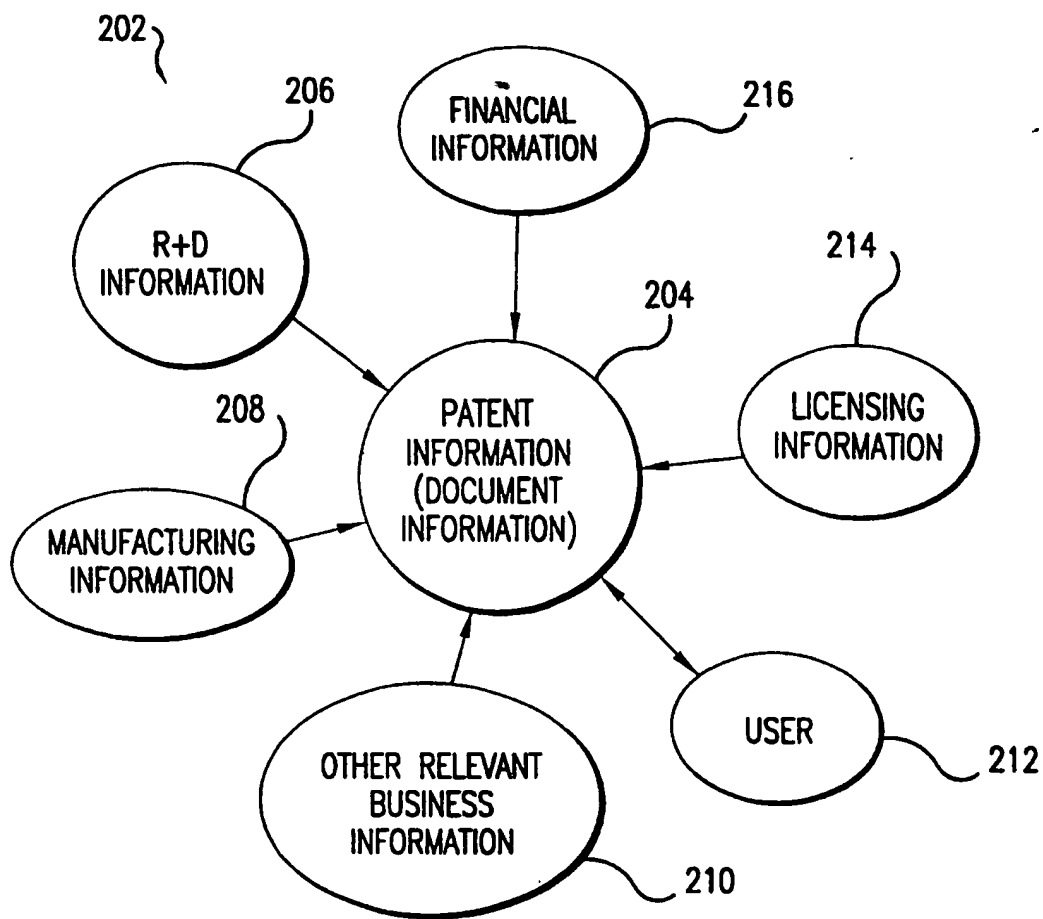 202
206
FINANCIAL
INFORMATION
216
R+D
INFORMATION
214
204
LICENSING
INFORMATION
208
PATENT
INFORMATION
(DOCUMENT
INFORMATION)
MANUFACTURING
INFORMATION
USER
212
OTHER RELEVANT
BUSINESS
INFORMATION
210